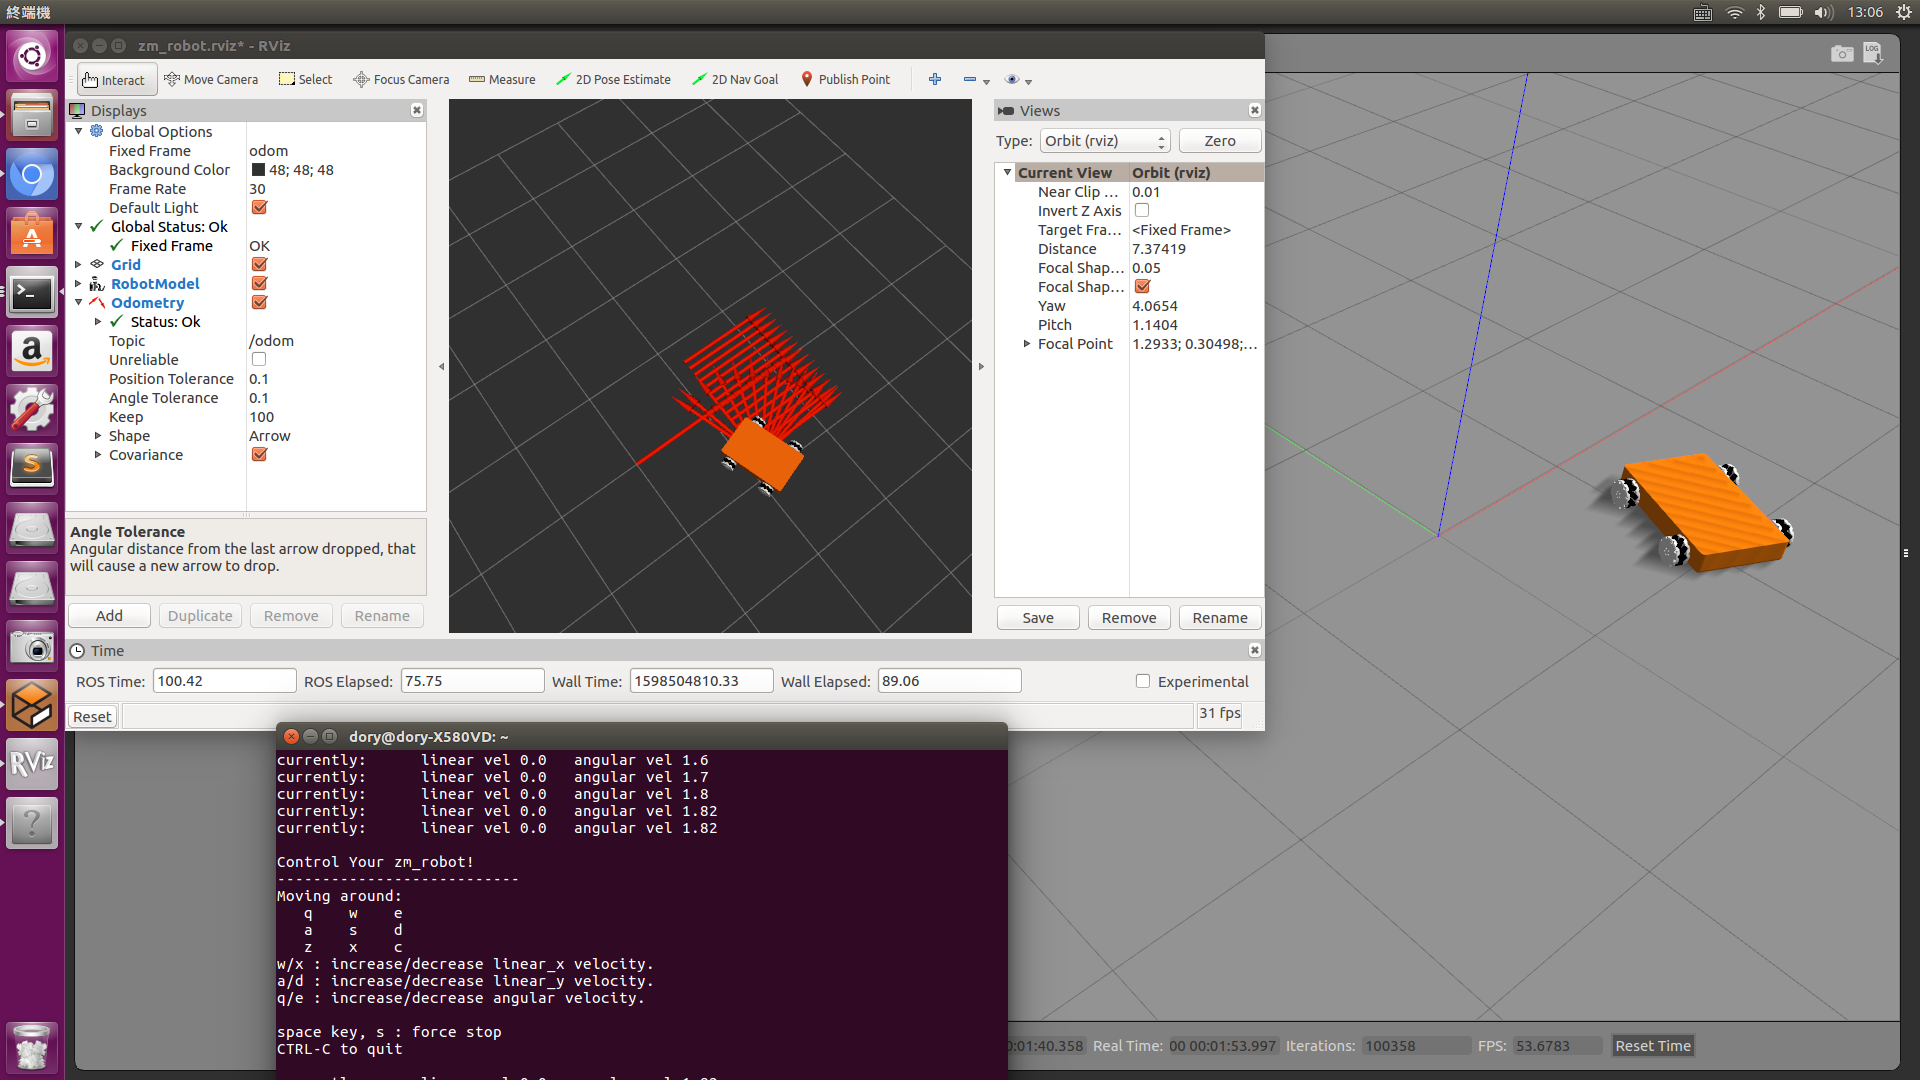 終端機
13:06
zm_robot.rviz* - RViz
LOG
Interact
Move Camera
Select
Focus Camera
Measure
2D Pose Estimate
2D Nav Goal
Publish Point
Displays
Global Options
Fixed Frame odom
Background Color 48; 48; 48
Frame Rate 30
Default Light
Global Status: Ok
Fixed Frame OK
Grid
RobotModel
Odometry
Status: Ok
Topic /odom
Unreliable
Position Tolerance 0.1
Angle Tolerance 0.1
Keep 100
Shape Arrow
Covariance
Angle Tolerance
Angular distance from the last arrow dropped, that
will cause a new arrow to drop.
Add
Duplicate
Remove
Rename
Views
Type: Orbit (rviz) Zero
Current View Orbit (rviz)
Near Clip ... 0.01
Invert Z Axis
Target Fra... <Fixed Frame>
Distance 7.37419
Focal Shap... 0.05
Focal Shap...
Yaw 4.0654
Pitch 1.1404
Focal Point 1.2933; 0.30498;...
Save
Remove
Rename
Time
ROS Time: 100.42 ROS Elapsed: 75.75 Wall Time: 1598504810.33 Wall Elapsed: 89.06 Experimental
Reset
31 fps
dory@dory-X580VD: ~
currently: linear vel 0.0 angular vel 1.6
currently: linear vel 0.0 angular vel 1.7
currently: linear vel 0.0 angular vel 1.8
currently: linear vel 0.0 angular vel 1.82
currently: linear vel 0.0 angular vel 1.82
Control Your zm_robot!
---------------------------
Moving around:
q w e
a s d
z x c
w/x : increase/decrease linear_x velocity.
a/d : increase/decrease linear_y velocity.
q/e : increase/decrease angular velocity.
space key, s : force stop
CTRL-C to quit
0:01:40.358 Real Time: 00 00:01:53.997 Iterations: 100358 FPS: 53.6783 Reset Time
RViz